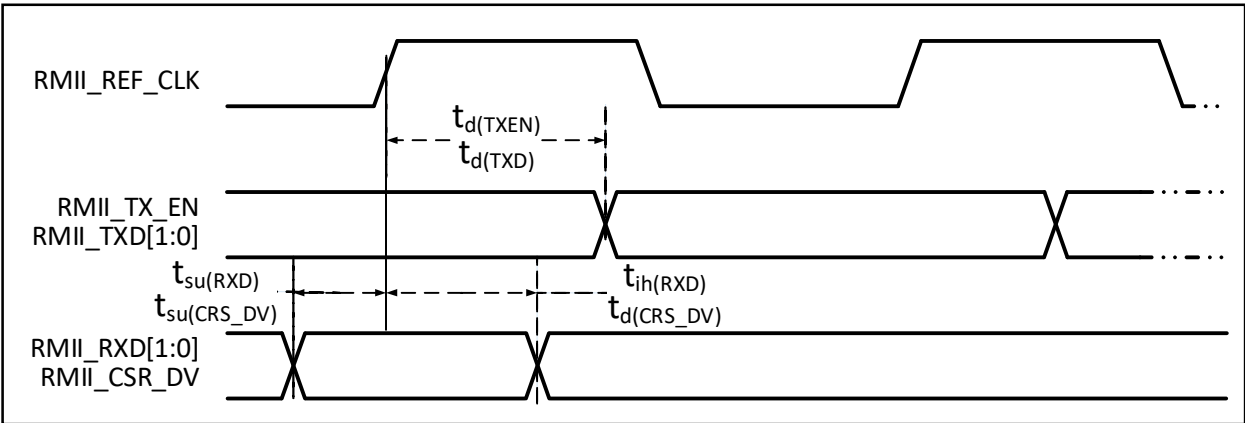 RMII_REF_CLK
td(TXEN)
td(TXD)
RMII_TX_EN
RMII_TXD[1:0]
tsu(RXD)
tih(RXD)
tsu(CRS_DV)
td(CRS_DV)
RMII_RXD[1:0]
RMII_CSR_DV